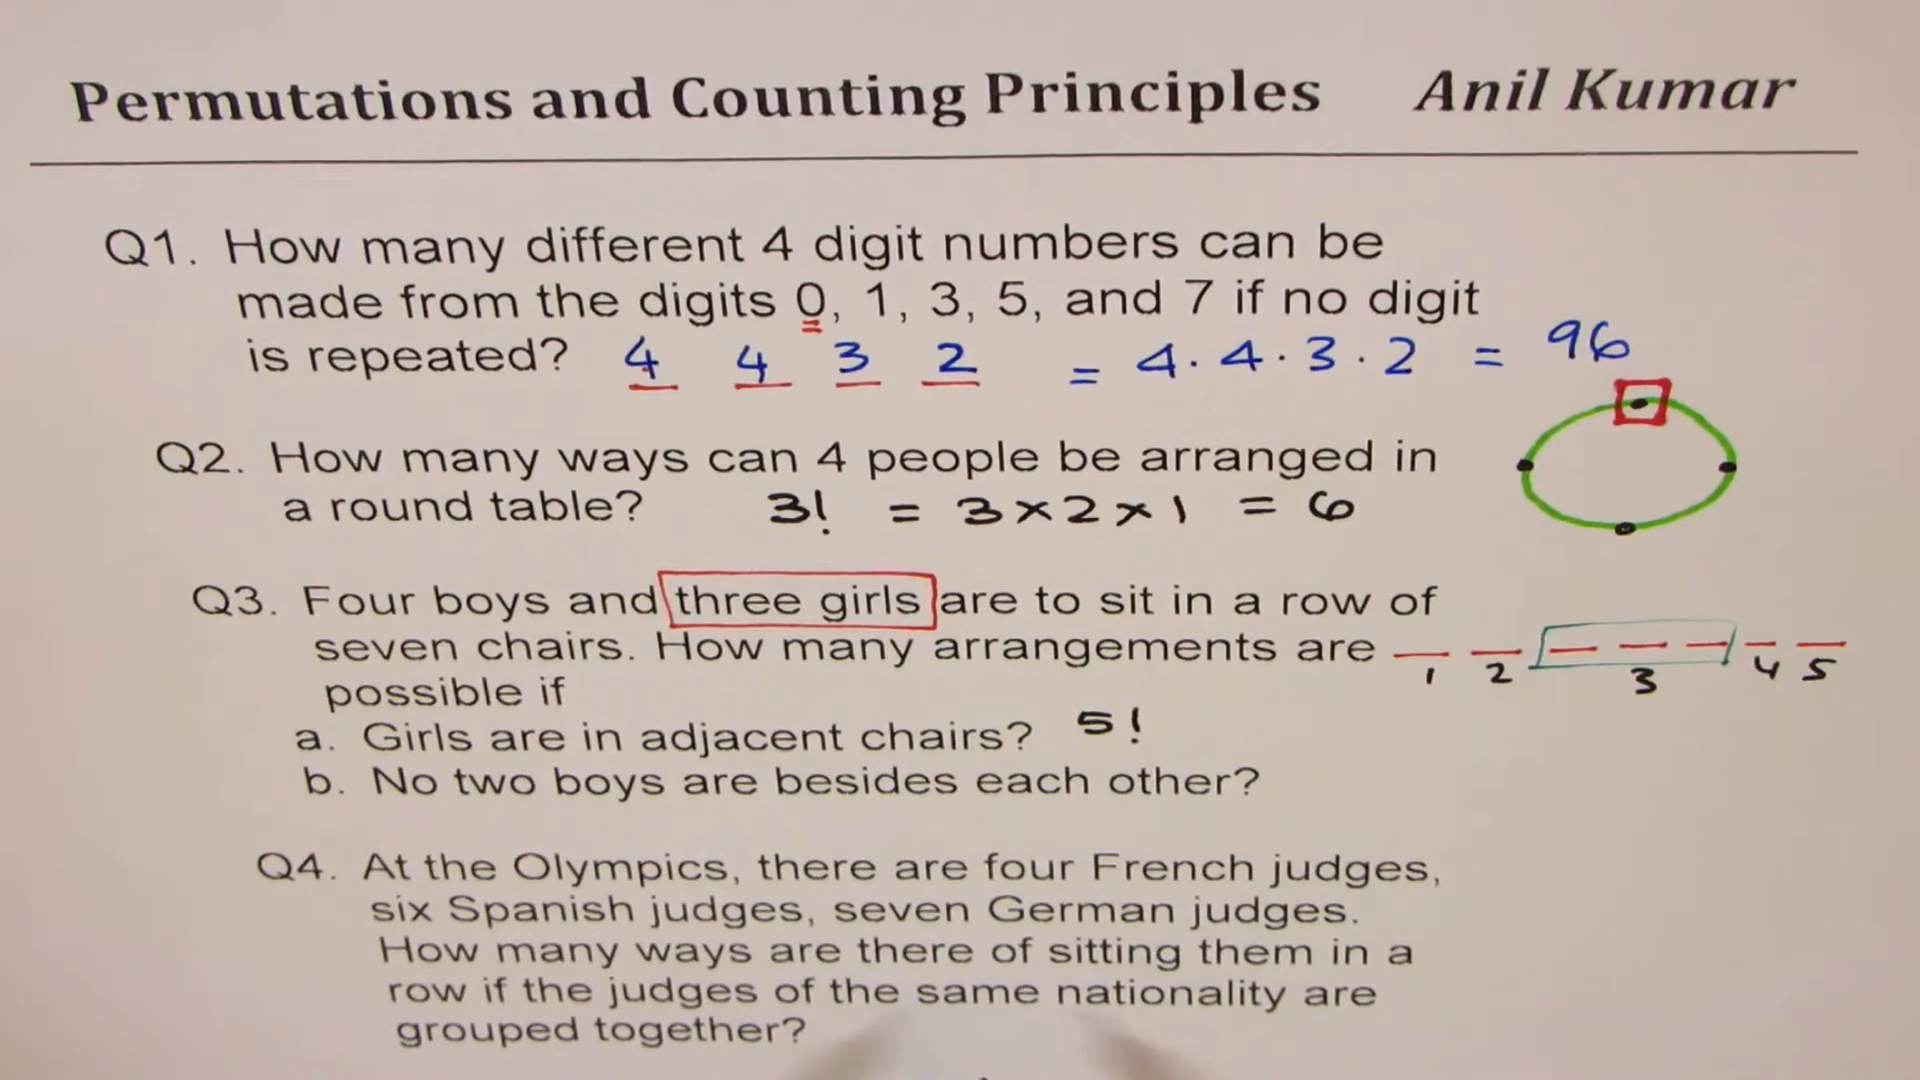 Permutations and Counting Principles Anil Kumar
Q1. How many different 4 digit numbers can be
made from the digits 0, 1, 3, 5, and 7 if no digit
is repeated? 4 4 3 2 = 4 · 4 · 3 · 2 = 96
Q2. How many ways can 4 people be arranged in
a round table? 3! = 3 × 2 × 1 = 6
Q3. Four boys and three girls are to sit in a row of
seven chairs. How many arrangements are
1 2 3 4 5
possible if
a. Girls are in adjacent chairs? 5!
b. No two boys are besides each other?
Q4. At the Olympics, there are four French judges,
six Spanish judges, seven German judges.
How many ways are there of sitting them in a
row if the judges of the same nationality are
grouped together?